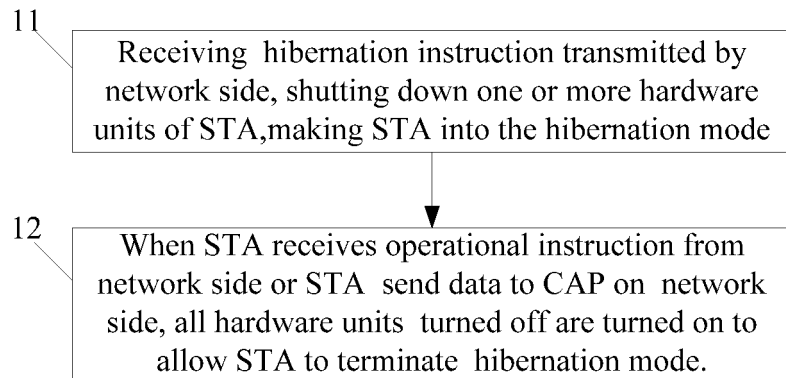 11
Receiving hibernation instruction transmitted by
network side, shutting down one or more hardware
units of STA,making STA into the hibernation mode
12
When STA receives operational instruction from
network side or STA send data to CAP on network
side, all hardware units turned off are turned on to
allow STA to terminate hibernation mode.